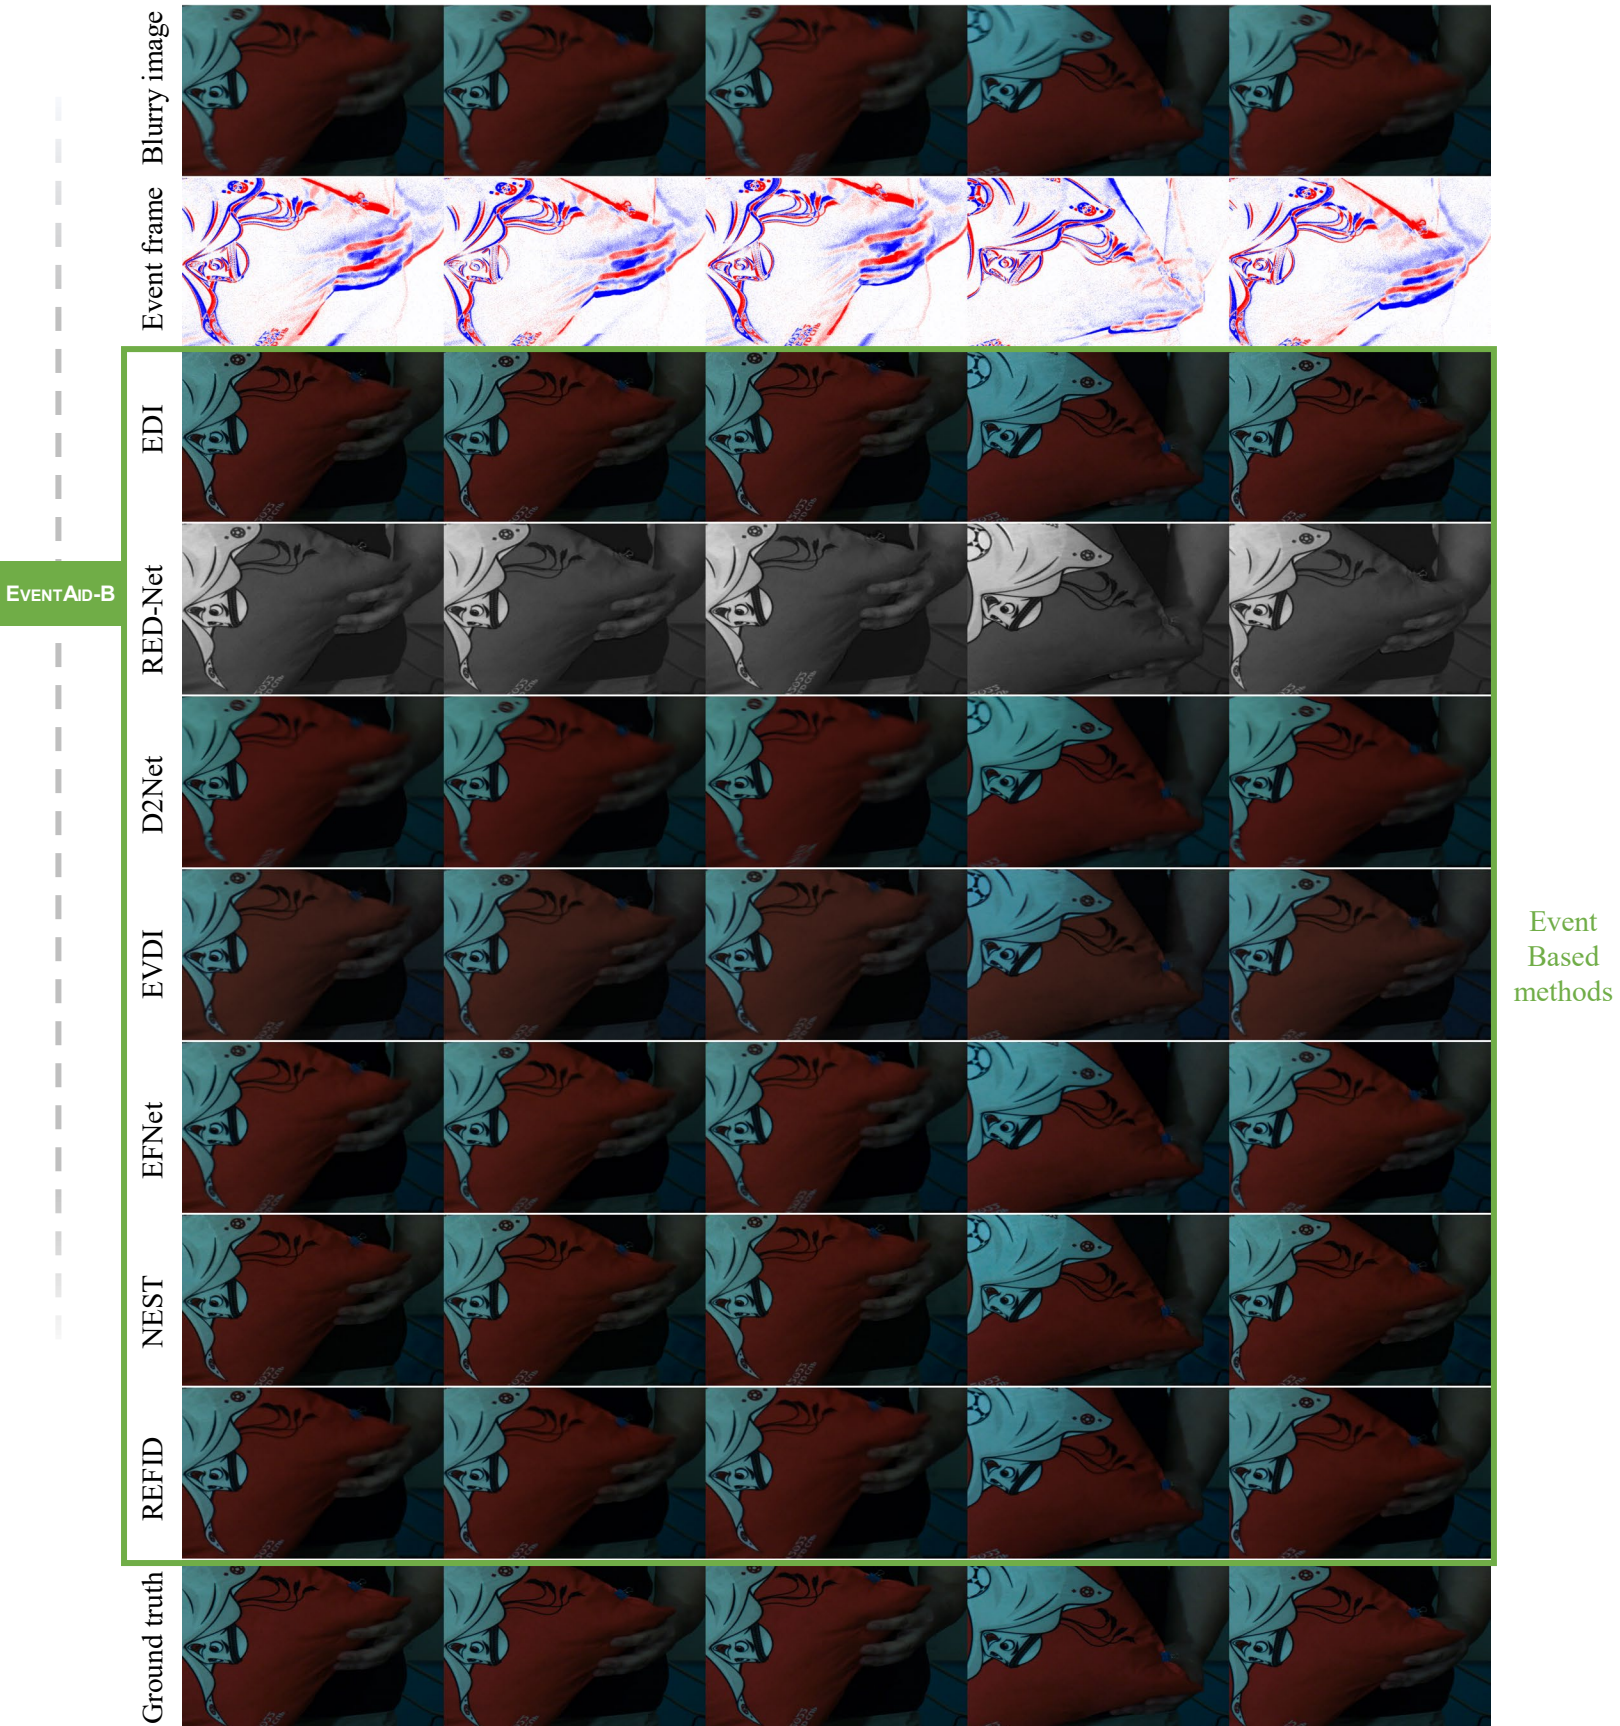 Blurry image
Event frame
EDI
RED-Net
EVENTAID-B
D2Net
EVDI
Event
Based
methods
EFNet
NEST
REFID
Ground truth